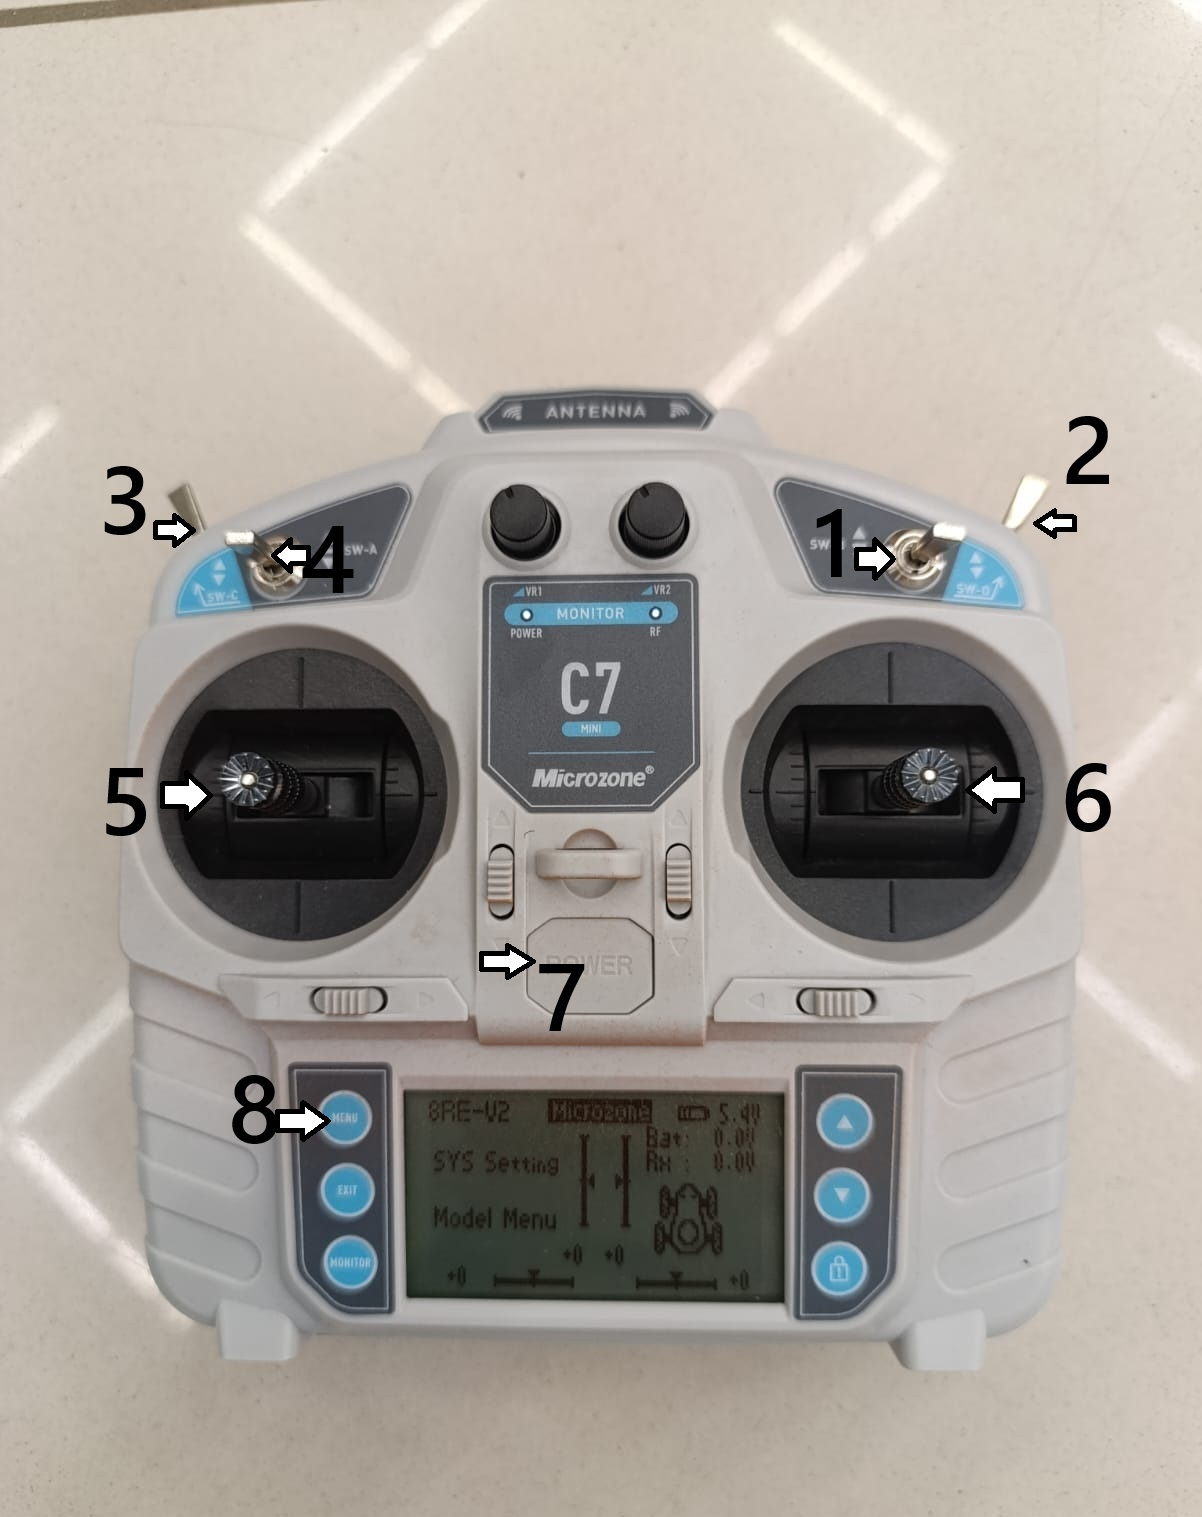 ANTENNA
2
3
SW-A
4
SW-
1
SW-C
SW-D
VR1
VR2
MONITOR
POWER
RF
C7
MINI
Microzone®
5
6
POWER
7
8
MENU
8RE-V2 Microzone 5.4V
Bat: 0.0V
SYS Setting
Rx : 0.0V
EXIT
Model Menu
+0 +0
MONITOR
+0 +0